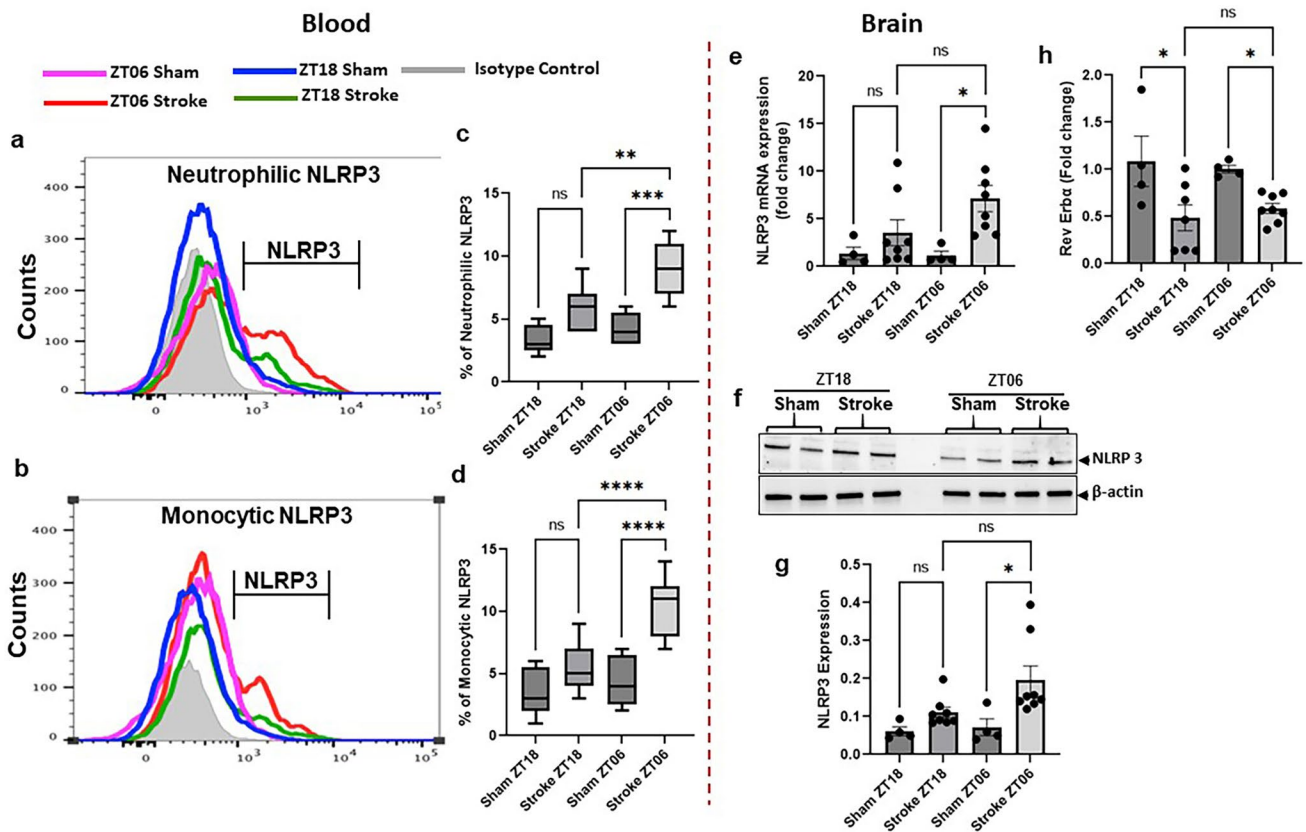 Blood
Brain
ZT06 Sham
ZT18 Sham
Isotype Control
ZT06 Stroke
ZT18 Stroke
a
Neutrophilic NLRP3
NLRP3
Counts
400
300
200
100
0
0
10³
10⁴
10⁵
b
Monocytic NLRP3
NLRP3
Counts
400
300
200
100
0
0
10³
10⁴
10⁵
c
% of Neutrophilic NLRP3
15
10
5
0
ns
**
***
Sham ZT18
Stroke ZT18
Sham ZT06
Stroke ZT06
d
% of Monocytic NLRP3
15
10
5
0
ns
****
****
Sham ZT18
Stroke ZT18
Sham ZT06
Stroke ZT06
e
NLRP3 mRNA expression
(fold change)
20
15
10
5
0
ns
ns
*
Sham ZT18
Stroke ZT18
Sham ZT06
Stroke ZT06
h
Rev Erbα (Fold change)
2.0
1.5
1.0
0.5
0.0
*
ns
*
Sham ZT18
Stroke ZT18
Sham ZT06
Stroke ZT06
f
ZT18
ZT06
Sham
Stroke
Sham
Stroke
NLRP 3
β-actin
g
NLRP3 Expression
0.5
0.4
0.3
0.2
0.1
0.0
ns
ns
*
Sham ZT18
Stroke ZT18
Sham ZT06
Stroke ZT06